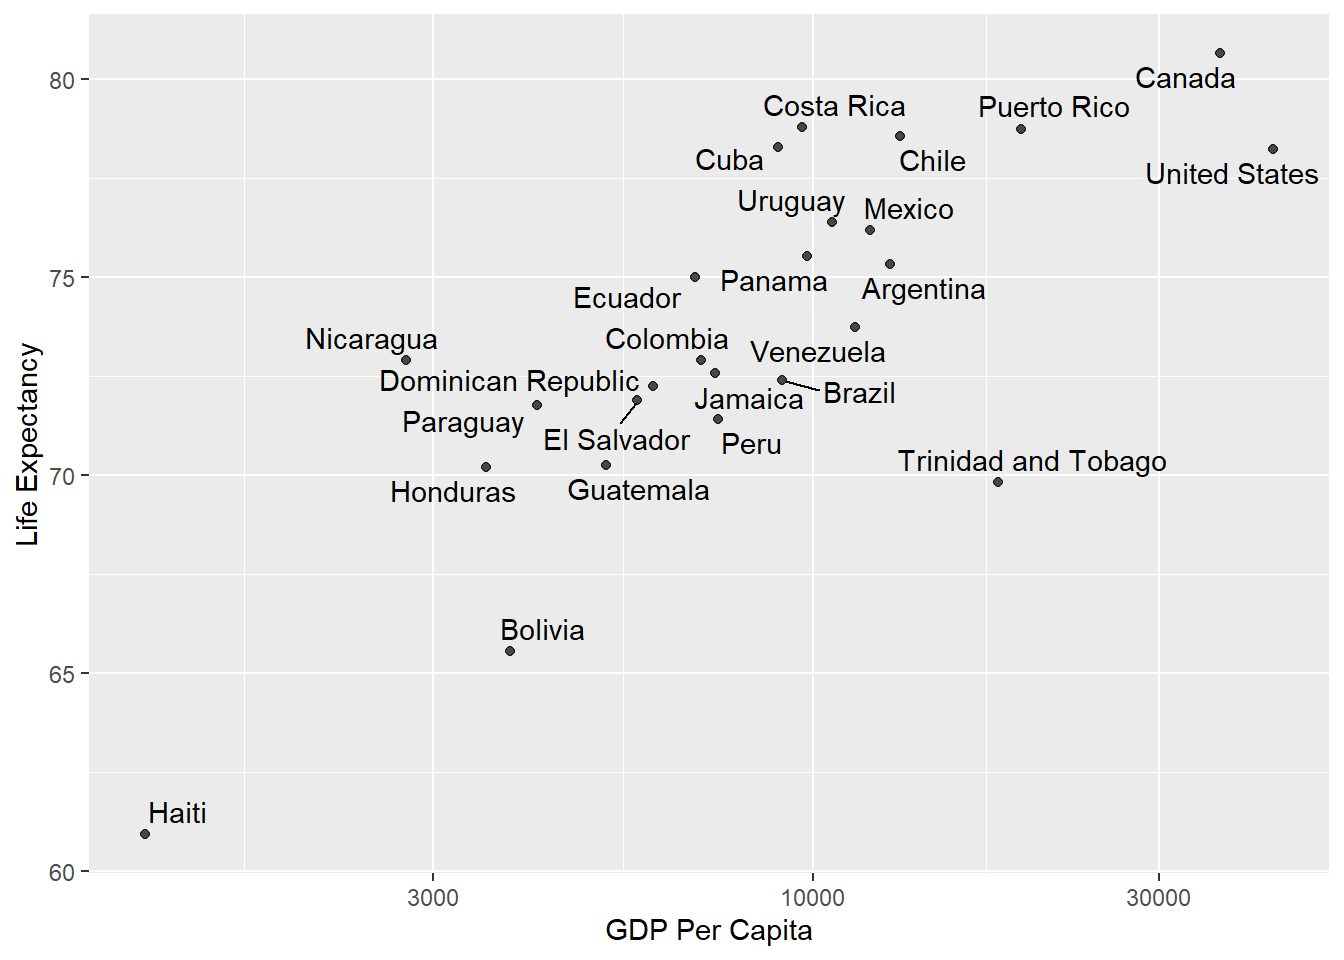 80
75
70
65
60
Life Expectancy
Canada
Costa Rica
Puerto Rico
Cuba
Chile
United States
Uruguay
Mexico
Panama
Argentina
Ecuador
Nicaragua
Colombia
Venezuela
Dominican Republic
Brazil
Jamaica
Paraguay
El Salvador
Peru
Trinidad and Tobago
Honduras
Guatemala
Bolivia
Haiti
3000
10000
30000
GDP Per Capita